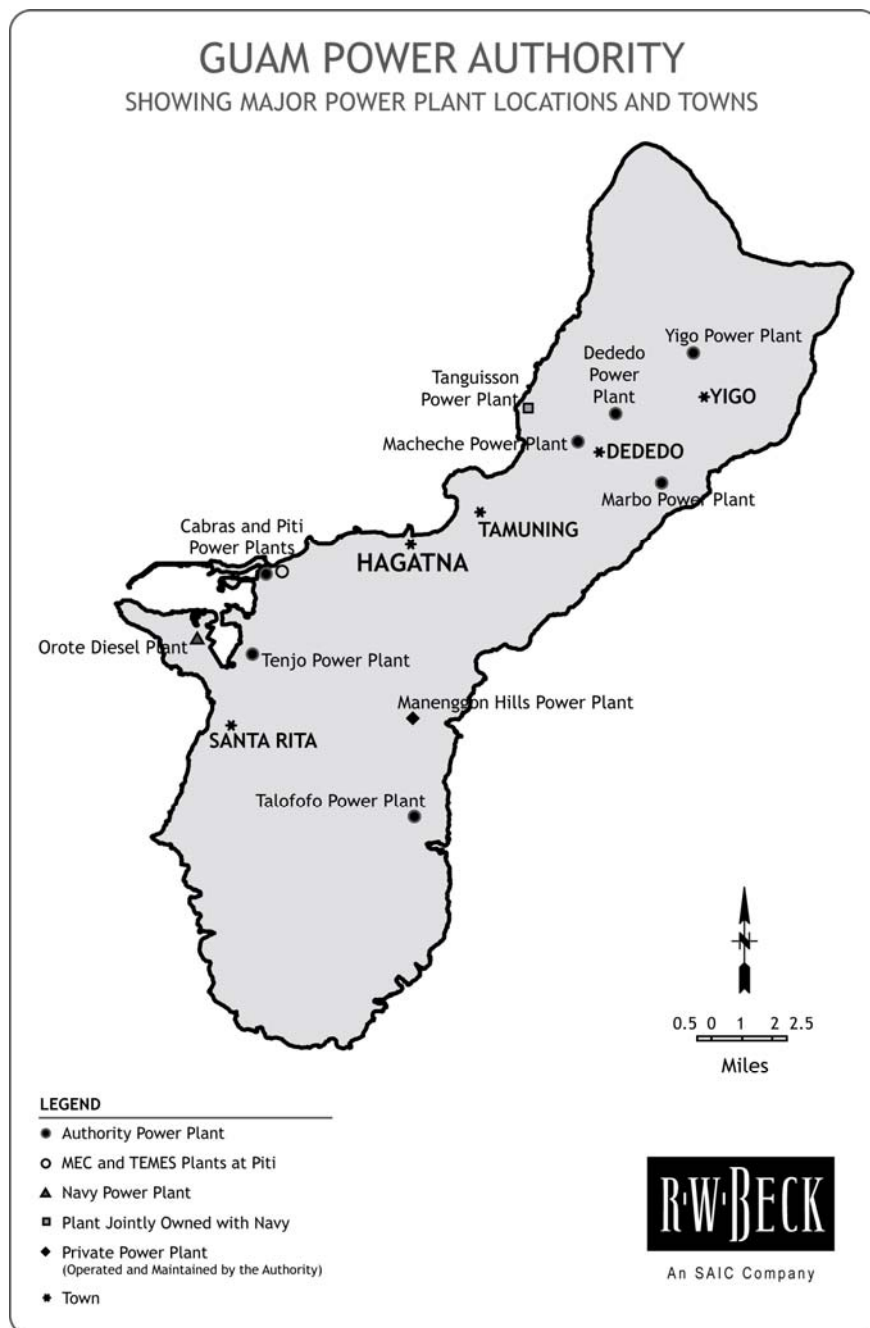 GUAM POWER AUTHORITY
SHOWING MAJOR POWER PLANT LOCATIONS AND TOWNS
Yigo Power Plant
Dededo
Power
Plant
Tanguisson
Power Plant
YIGO
Macheche Power Plant
DEDEDO
Marbo Power Plant
TAMUNING
Cabras and Piti
Power Plants
HAGATNA
Orote Diesel Plant
Tenjo Power Plant
Manenggon Hills Power Plant
SANTA RITA
Talofofo Power Plant
N
0.5 0 1 2 2.5
Miles
LEGEND
Authority Power Plant
MEC and TEMES Plants at Piti
Navy Power Plant
Plant Jointly Owned with Navy
Private Power Plant
(Operated and Maintained by the Authority)
Town
R·W·BECK
An SAIC Company